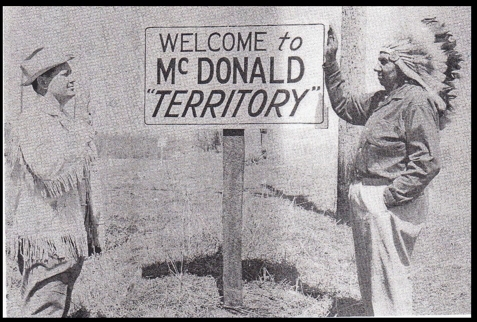 WELCOME to
Mc DONALD
"TERRITORY"